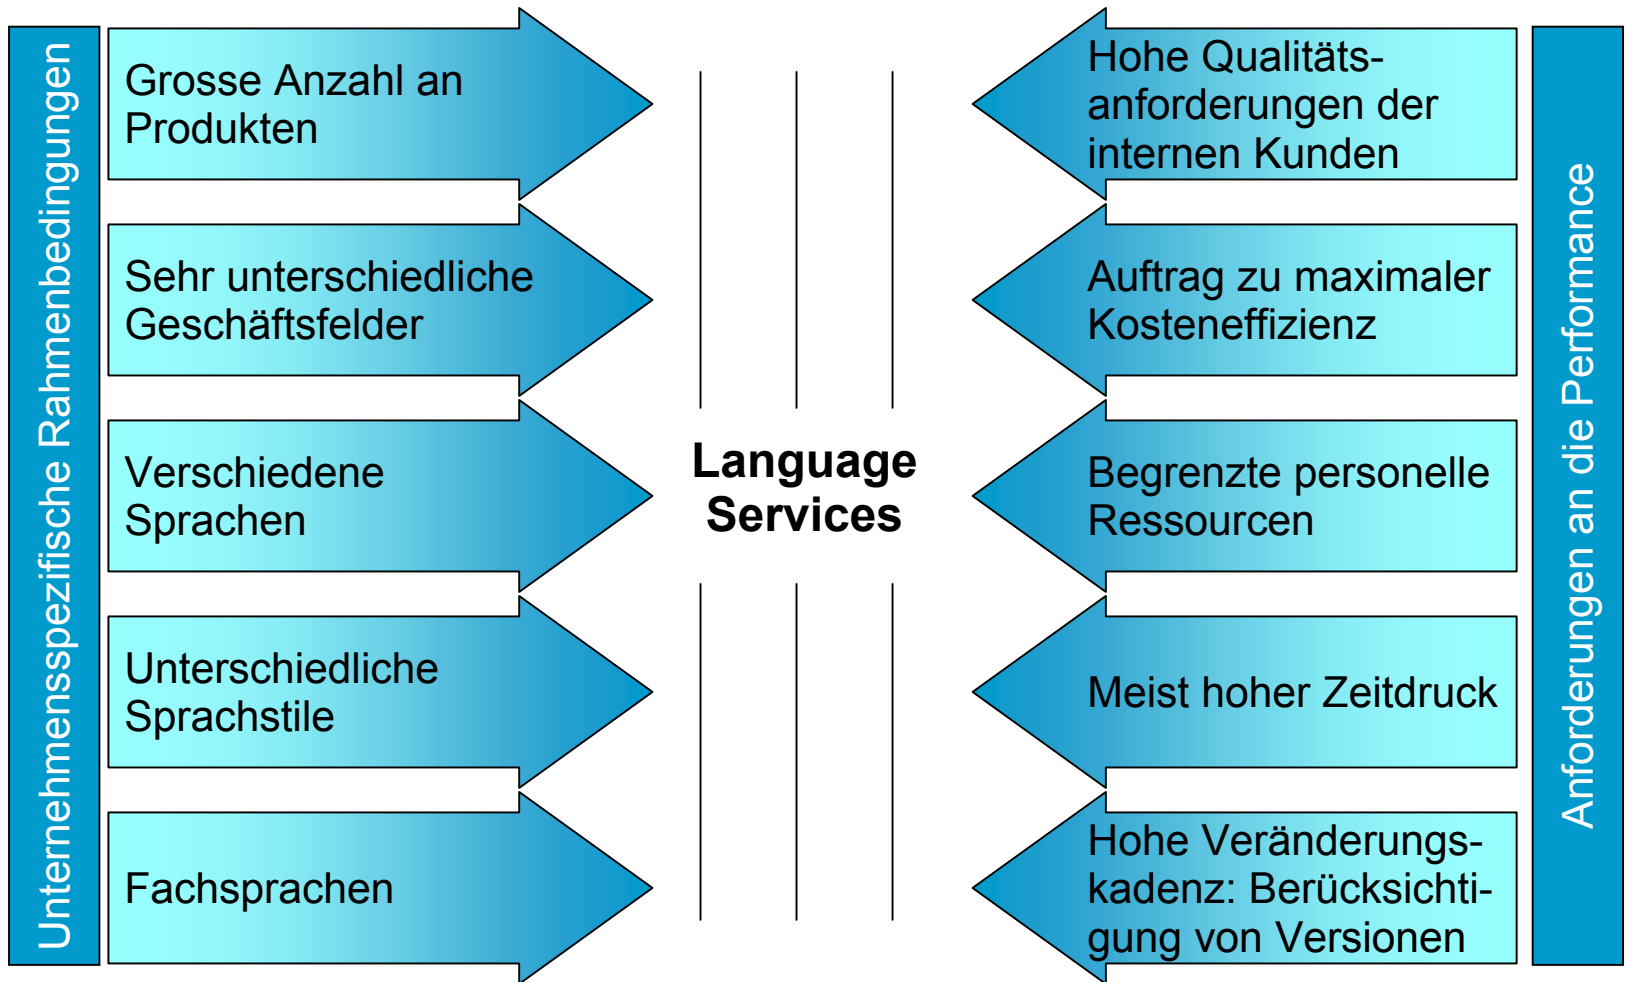 Unternehmensspezifische Rahmenbedingungen
Grosse Anzahl an
Produkten
Sehr unterschiedliche
Geschäftsfelder
Verschiedene
Sprachen
Unterschiedliche
Sprachstile
Fachsprachen
Language
Services
Hohe Qualitäts-
anforderungen der
internen Kunden
Auftrag zu maximaler
Kosteneffizienz
Begrenzte personelle
Ressourcen
Meist hoher Zeitdruck
Hohe Veränderungs-
kadenz: Berücksichti-
gung von Versionen
Anforderungen an die Performance